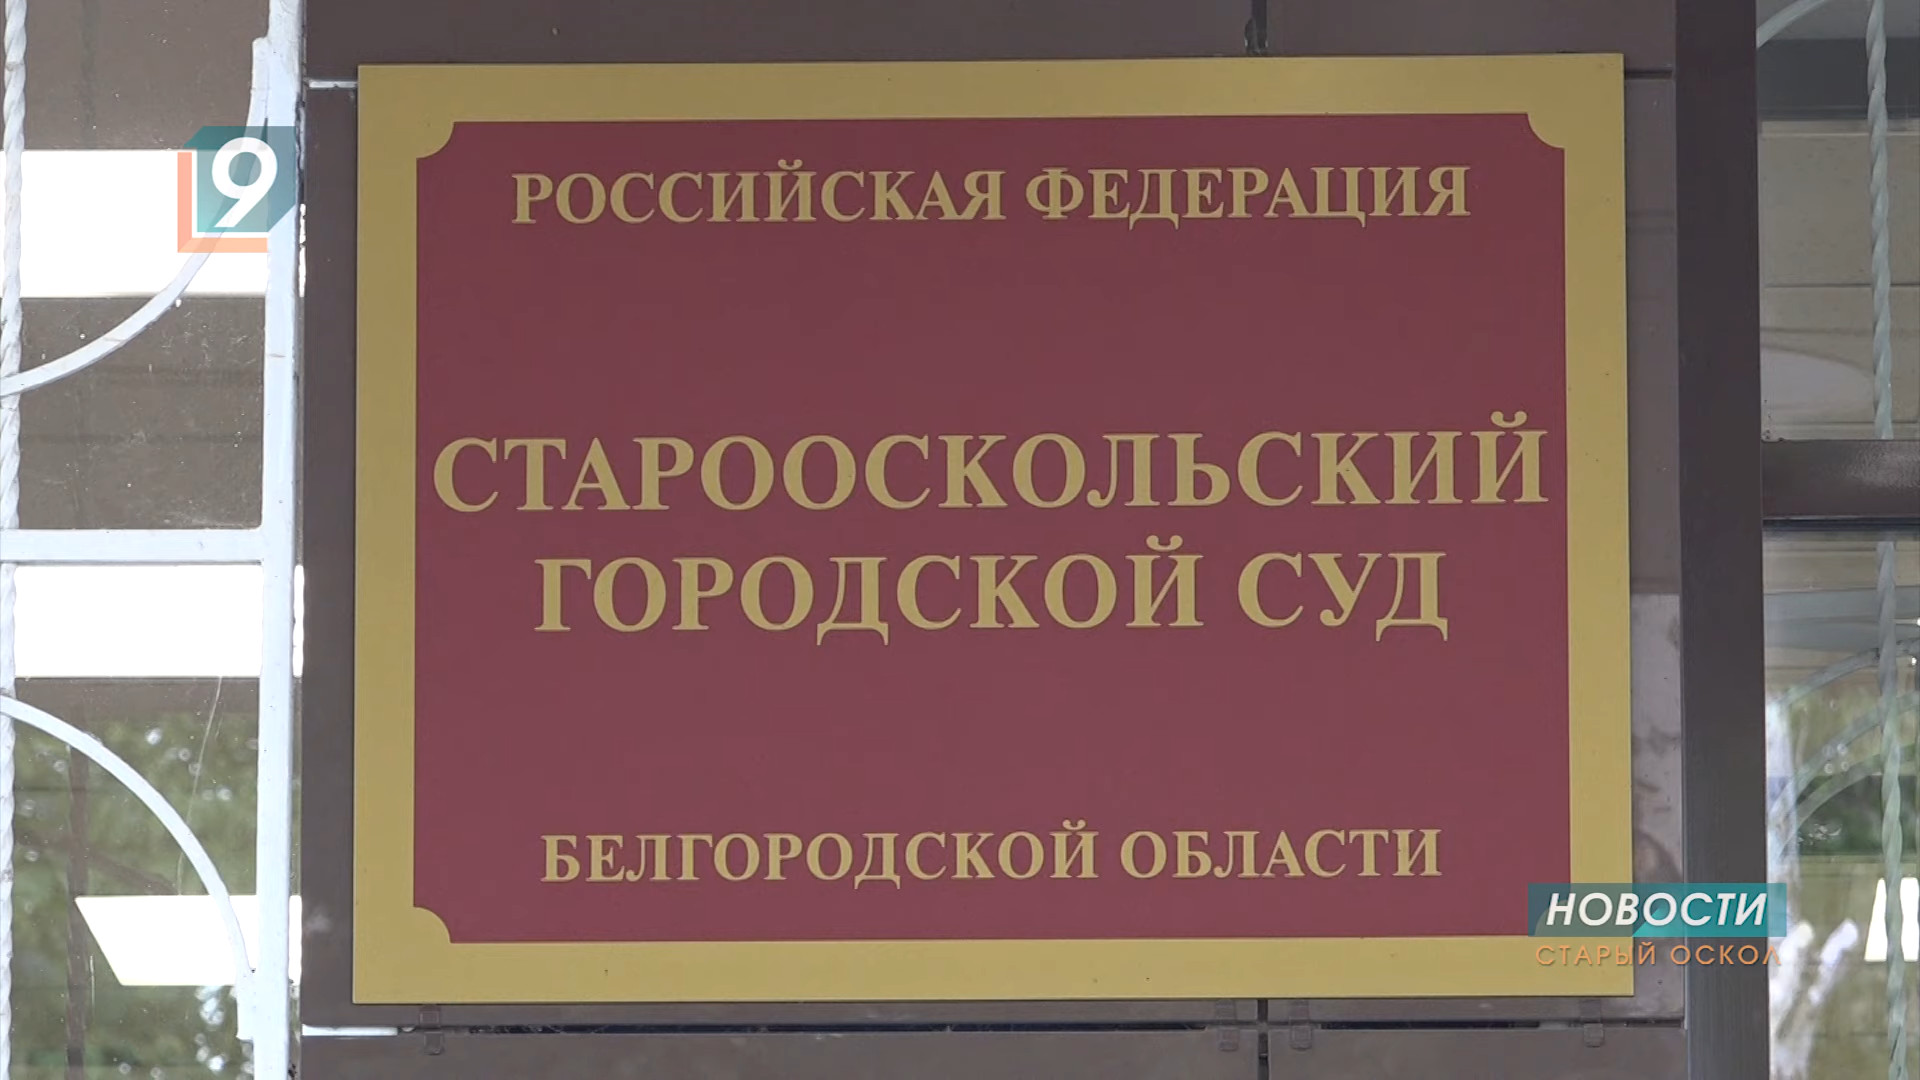 9
РОССИЙСКАЯ ФЕДЕРАЦИЯ
СТАРООСКОЛЬСКИЙ
ГОРОДСКОЙ СУД
БЕЛГОРОДСКОЙ ОБЛАСТИ
НОВОСТИ
СТАРЫЙ ОСКОЛ